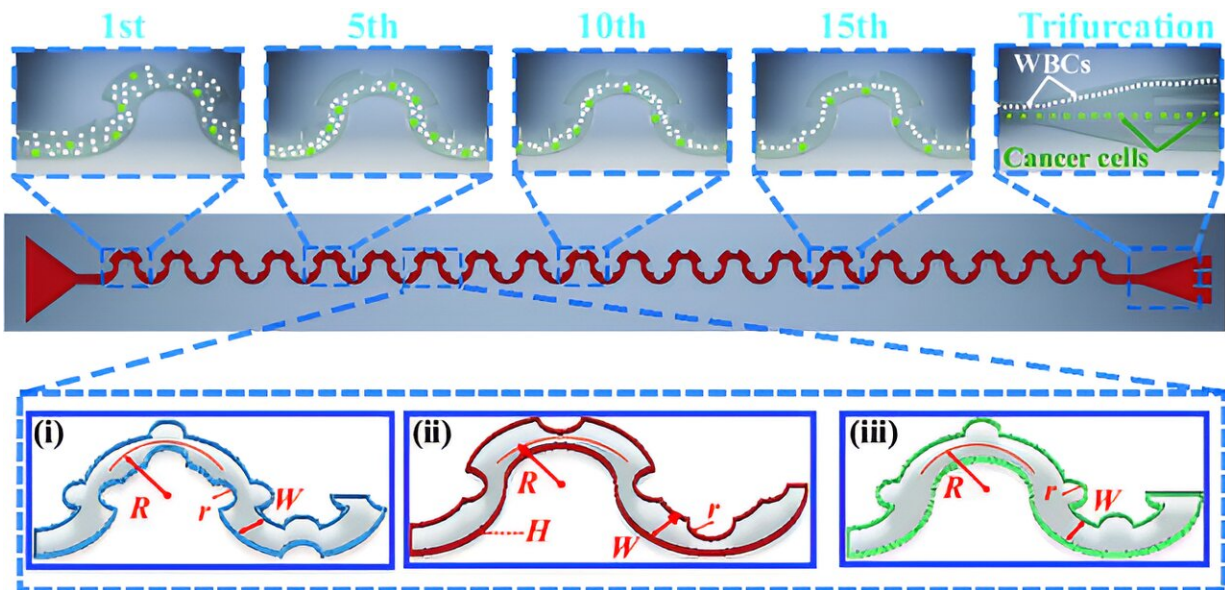 1st 5th 10th 15th Trifurcation
WBCs
Cancer cells
(i) (ii) (iii)
R r W
R H W r
R r W